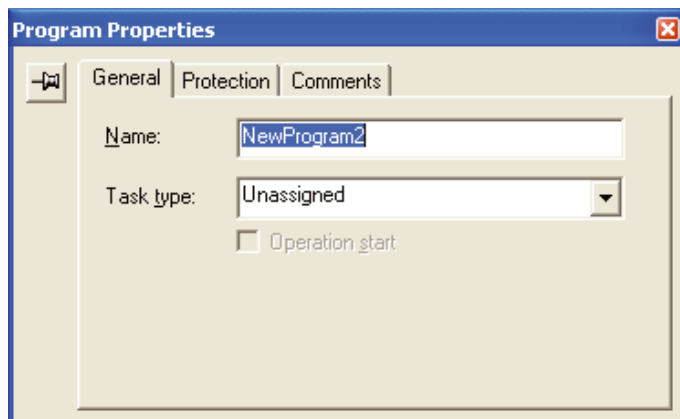 Program Properties
General Protection Comments
Name: NewProgram2
Task type: Unassigned
Operation start